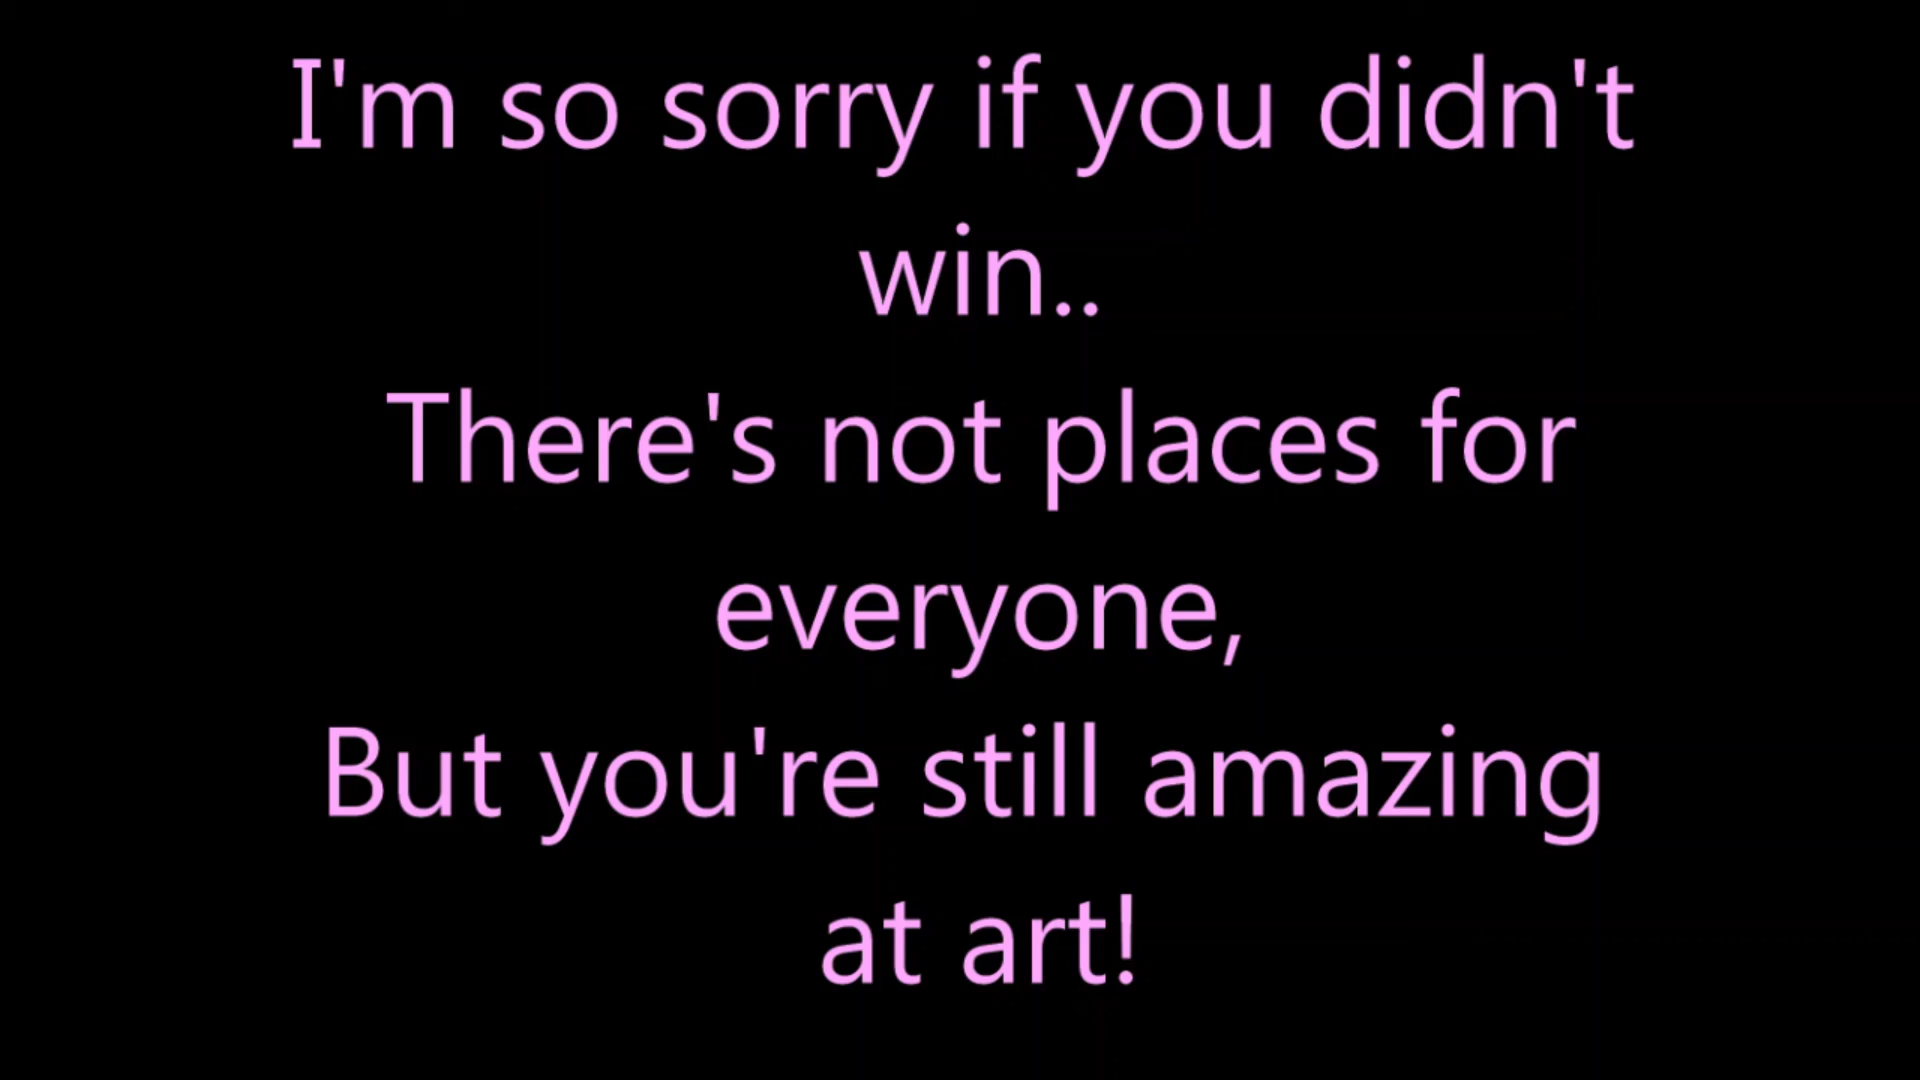 I'm so sorry if you didn't
win..
There's not places for
everyone,
But you're still amazing
at art!